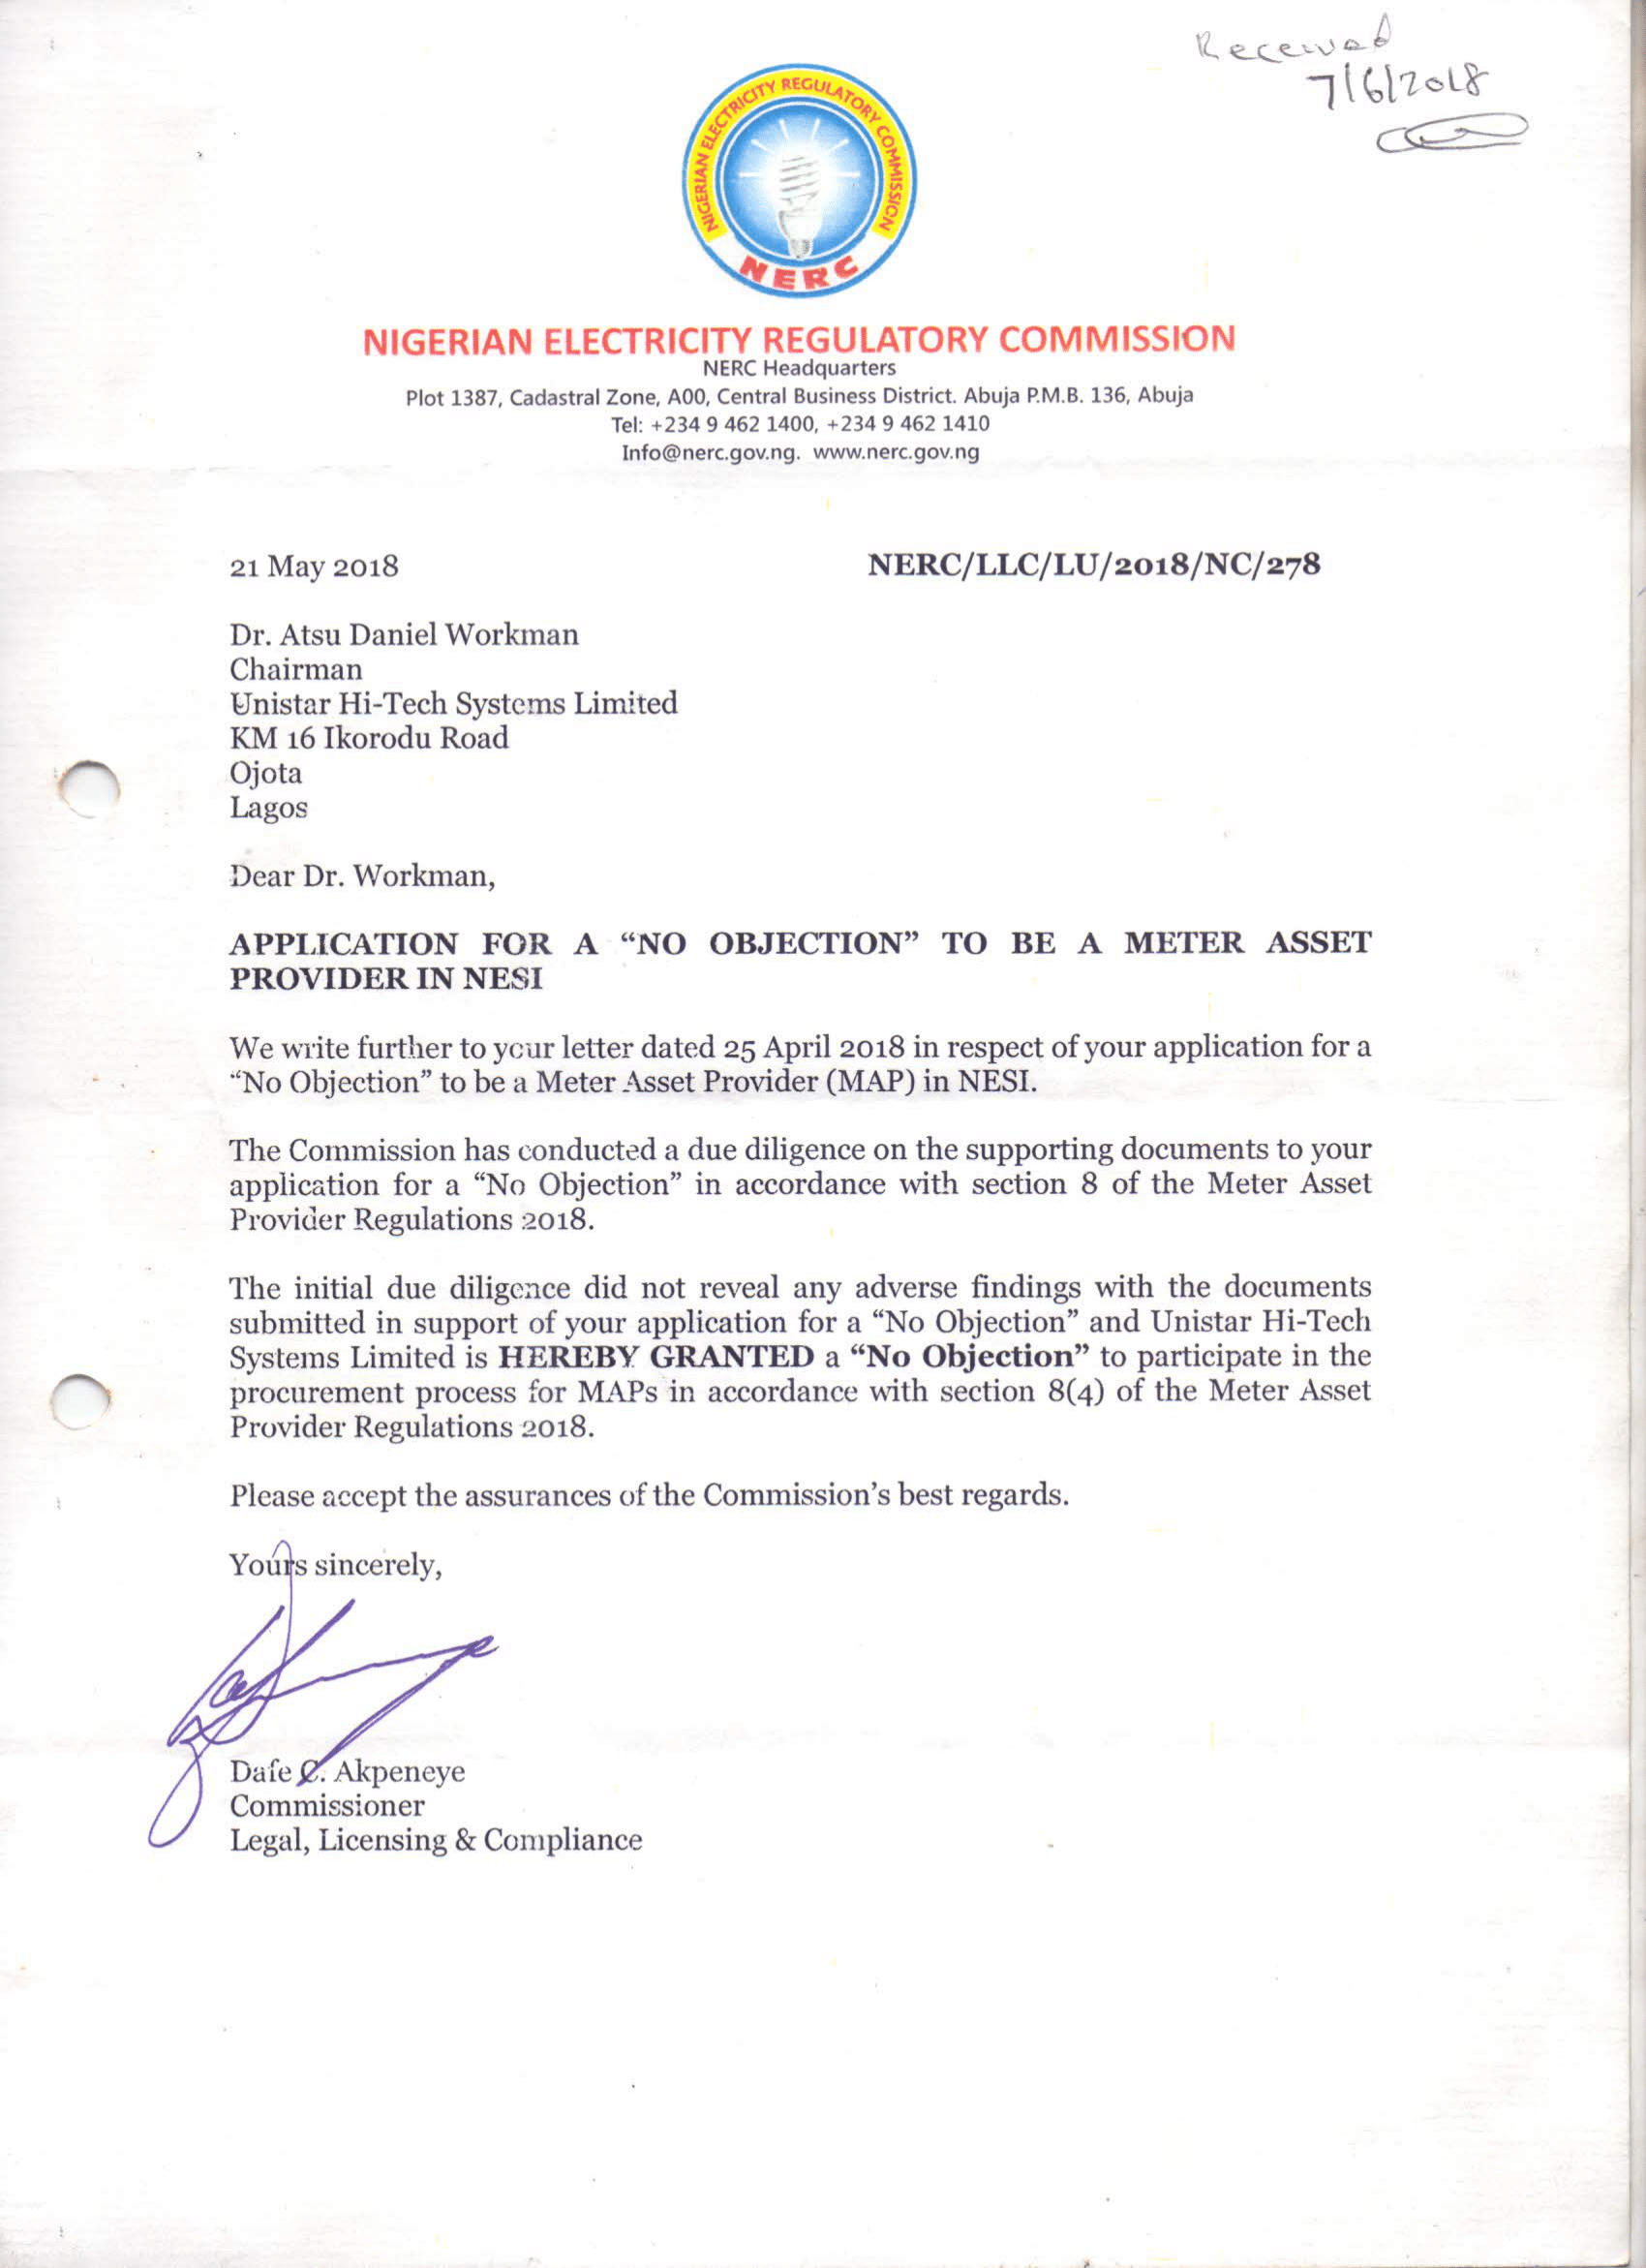 Received
7/6/2018
NIGERIAN ELECTRICITY REGULATORY COMMISSION
NERC
NIGERIAN ELECTRICITY REGULATORY COMMISSION
NERC Headquarters
Plot 1387, Cadastral Zone, A00, Central Business District. Abuja P.M.B. 136, Abuja
Tel: +234 9 462 1400, +234 9 462 1410
Info@nerc.gov.ng. www.nerc.gov.ng
21 May 2018 NERC/LLC/LU/2018/NC/278
Dr. Atsu Daniel Workman
Chairman
Unistar Hi-Tech Systems Limited
KM 16 Ikorodu Road
Ojota
Lagos
Dear Dr. Workman,
APPLICATION FOR A “NO OBJECTION” TO BE A METER ASSET
PROVIDER IN NESI
We write further to your letter dated 25 April 2018 in respect of your application for a
“No Objection” to be a Meter Asset Provider (MAP) in NESI.
The Commission has conducted a due diligence on the supporting documents to your
application for a “No Objection” in accordance with section 8 of the Meter Asset
Provider Regulations 2018.
The initial due diligence did not reveal any adverse findings with the documents
submitted in support of your application for a “No Objection” and Unistar Hi-Tech
Systems Limited is HEREBY GRANTED a “No Objection” to participate in the
procurement process for MAPs in accordance with section 8(4) of the Meter Asset
Provider Regulations 2018.
Please accept the assurances of the Commission’s best regards.
Yours sincerely,
Dafe C. Akpeneye
Commissioner
Legal, Licensing & Compliance